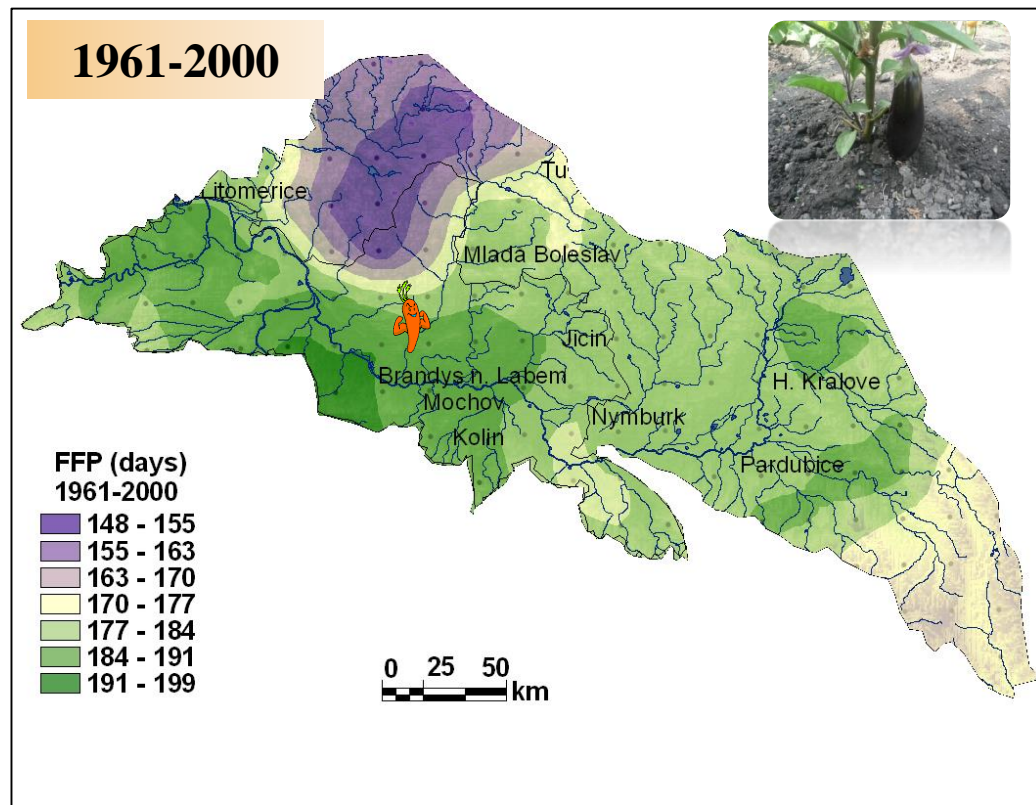 1961-2000
Tu
Litomerice
Mlada Boleslav
Jicin
Brandys n. Labem
H. Kralove
Mochov
Nymburk
Kolin
Pardubice
FFP (days)
1961-2000
148 - 155
155 - 163
163 - 170
170 - 177
177 - 184
184 - 191
191 - 199
0 25 50
km